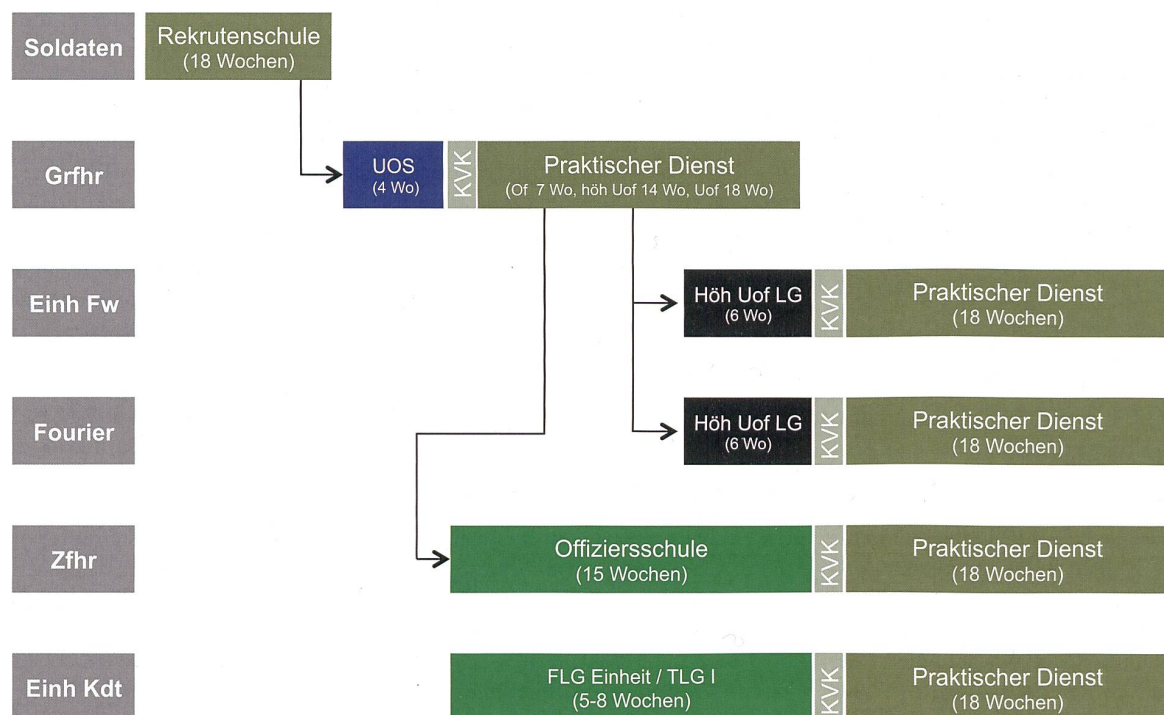 Soldaten
Rekrutenschule
(18 Wochen)
Grfhr
UOS
(4 Wo)
KVK
Praktischer Dienst
(Of 7 Wo, höh Uof 14 Wo, Uof 18 Wo)
Einh Fw
Höh Uof LG
(6 Wo)
KVK
Praktischer Dienst
(18 Wochen)
Fourier
Höh Uof LG
(6 Wo)
KVK
Praktischer Dienst
(18 Wochen)
Zfhr
Offiziersschule
(15 Wochen)
KVK
Praktischer Dienst
(18 Wochen)
Einh Kdt
FLG Einheit / TLG I
(5-8 Wochen)
KVK
Praktischer Dienst
(18 Wochen)